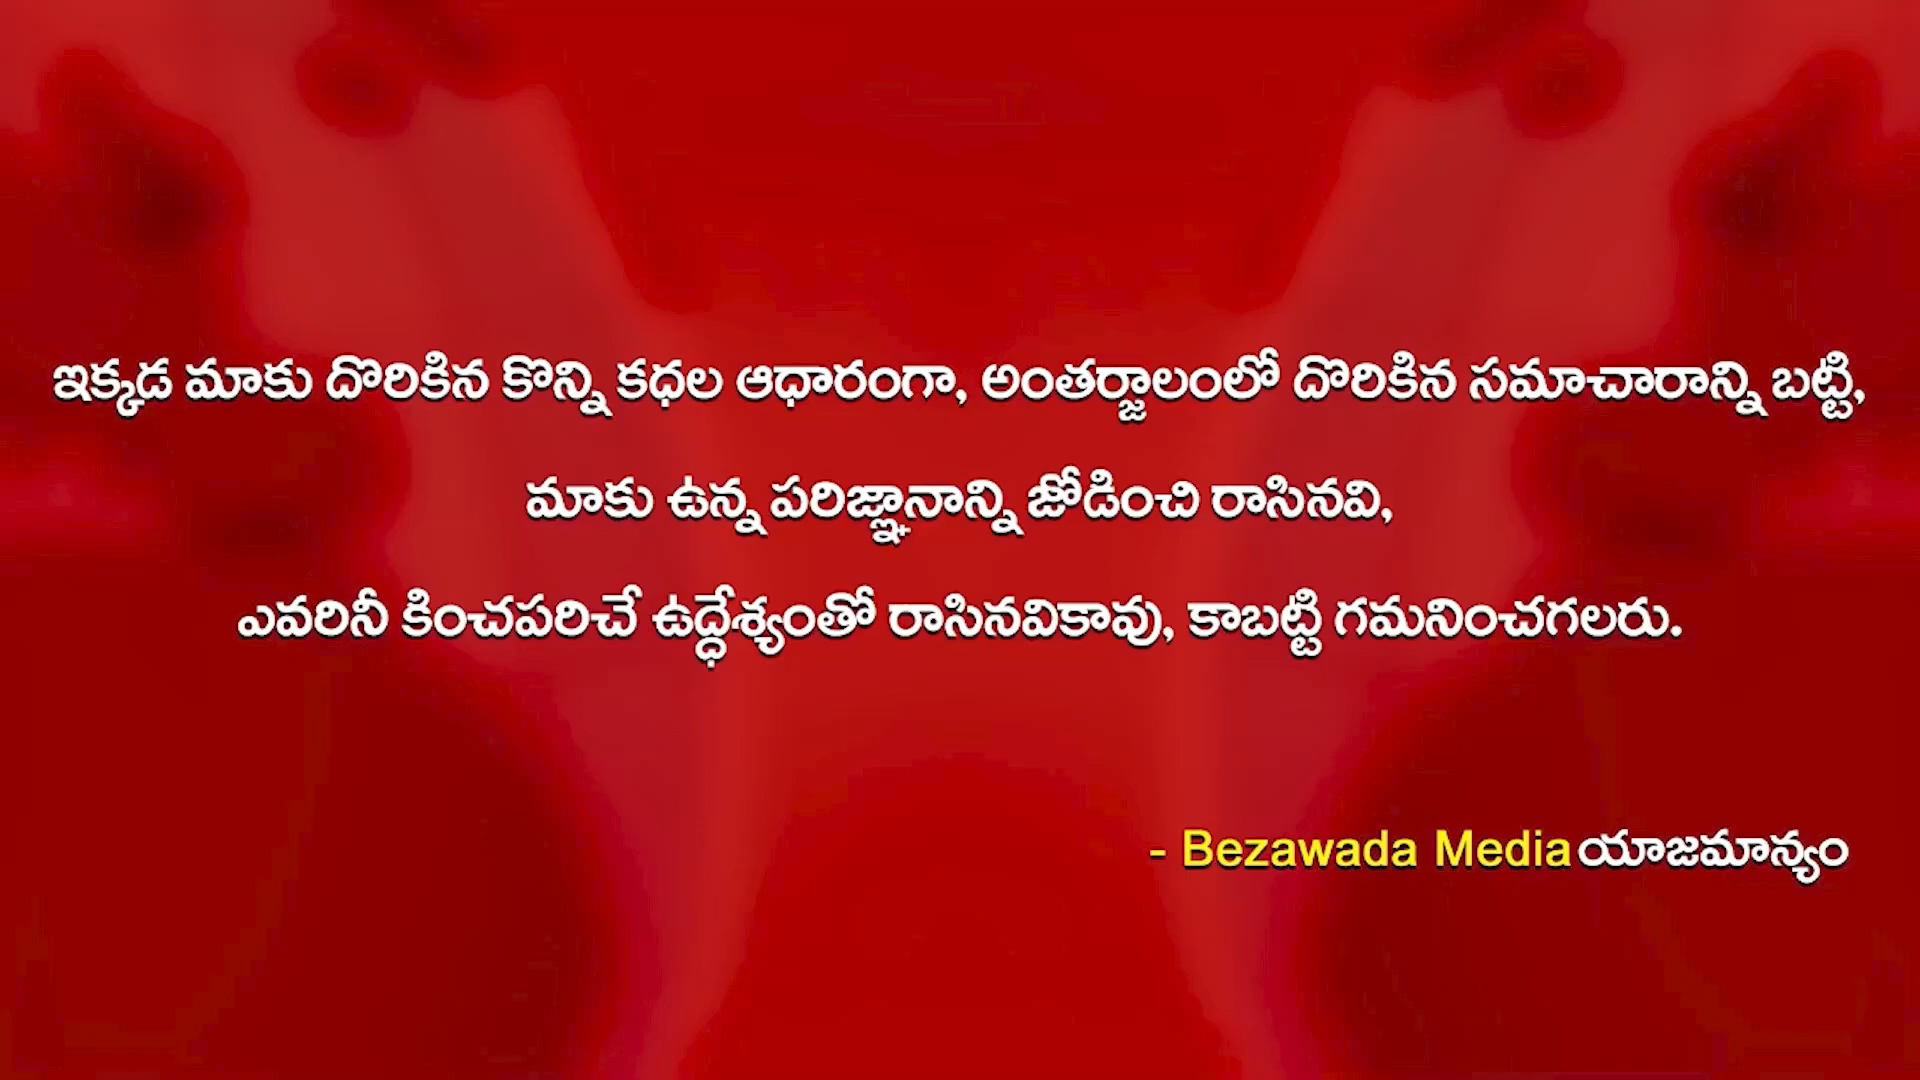 ఇక్కడ మాకు దొరికిన కొన్ని కధల ఆధారంగా, అంతర్జాలంలో దొరికిన సమాచారాన్ని బట్టి,
మాకు ఉన్న పరిజ్ఞానాన్ని జోడించి రాసినవి,
ఎవరినీ కించపరిచే ఉద్ధేశ్యంతో రాసినవికావు, కాబట్టి గమనించగలరు.
- Bezawada Media యాజమాన్యం